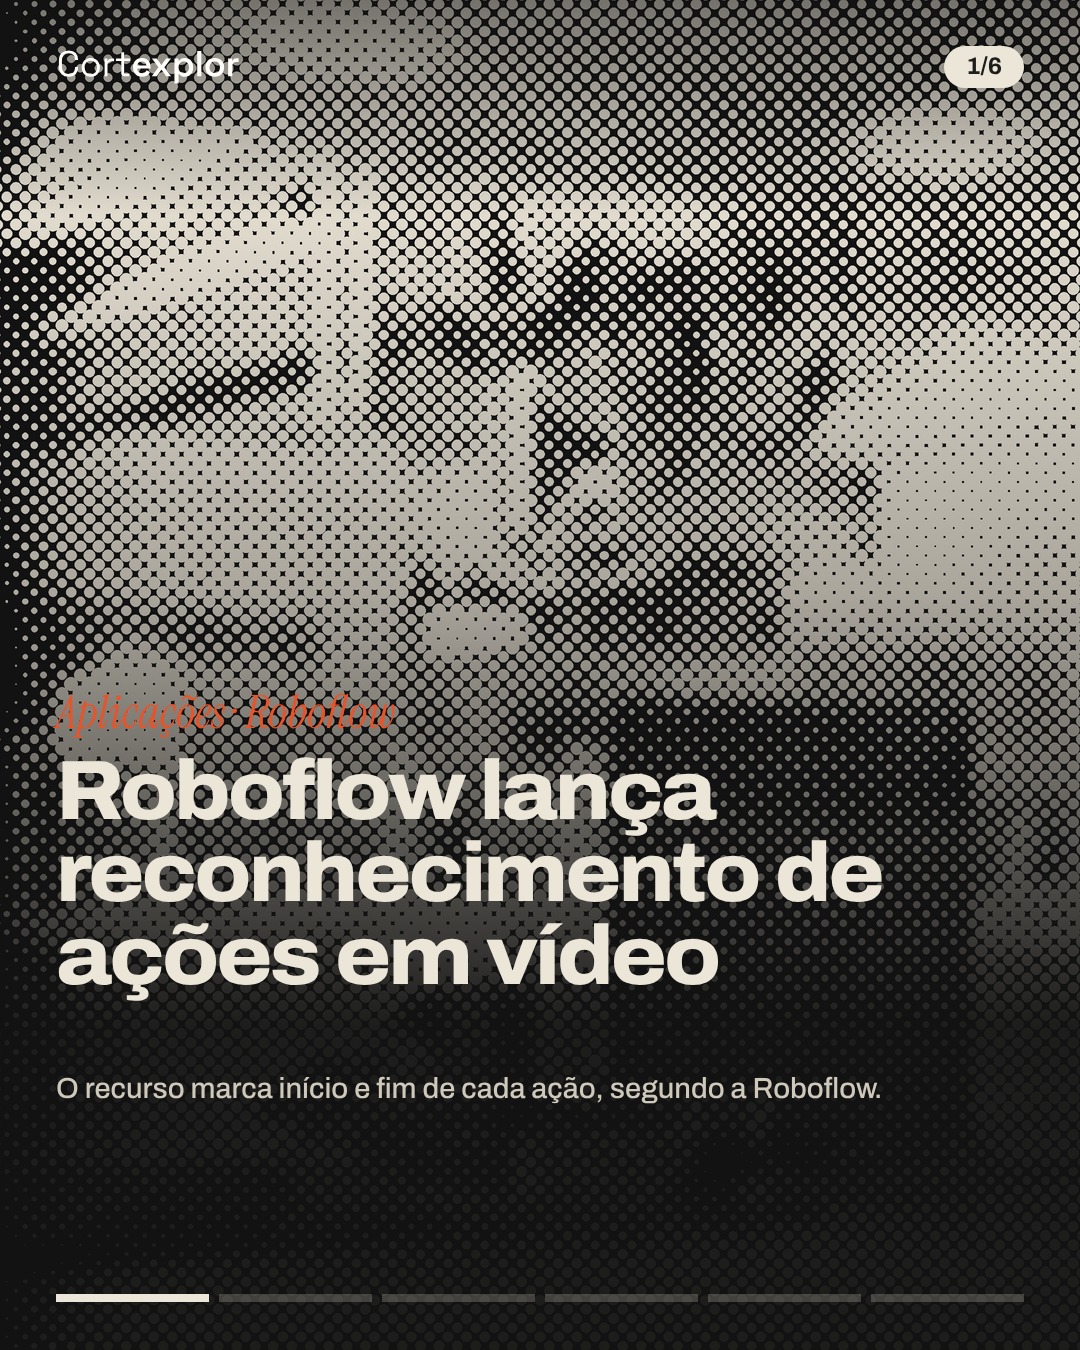 Cortexplor
1/6
Aplicações · Roboflow
Roboflow lança
reconhecimento de
ações em vídeo
O recurso marca início e fim de cada ação, segundo a Roboflow.